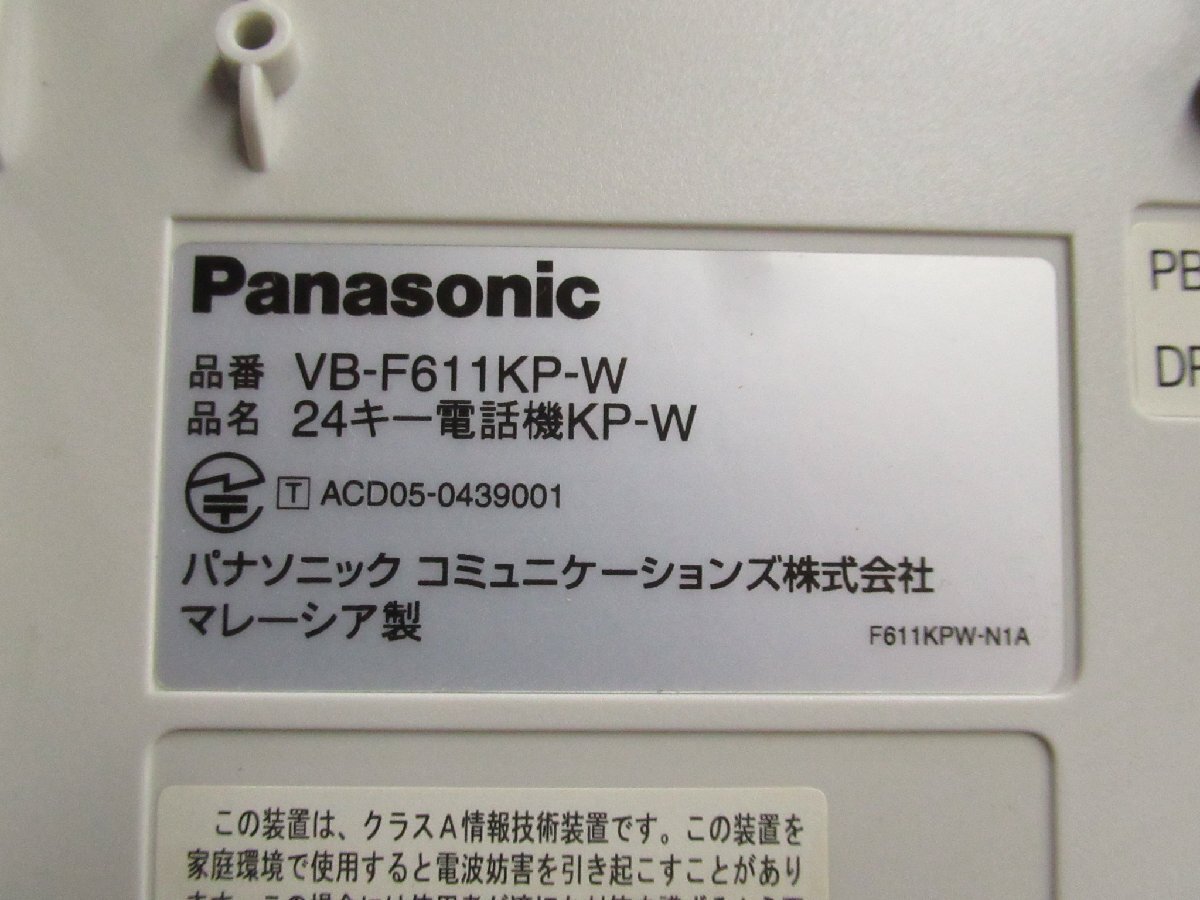 Panasonic
品番 VB-F611KP-W
品名 24キー電話機KP-W
T ACD05-0439001
パナソニック コミュニケーションズ株式会社
マレーシア製
F611KPW-N1A
PB
DP
この装置は、クラスA情報技術装置です。この装置を
家庭環境で使用すると電波妨害を引き起こすことがあり